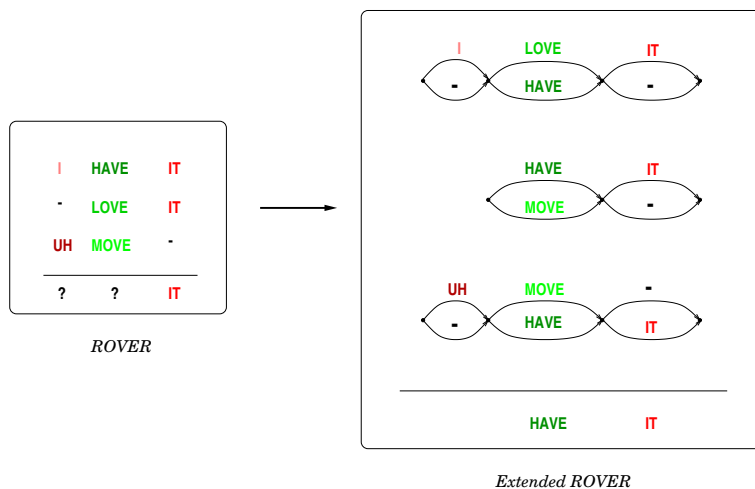 I HAVE IT
- LOVE IT
UH MOVE -
? ? IT
ROVER
I LOVE IT
- HAVE -
HAVE IT
MOVE -
UH MOVE -
- HAVE IT
HAVE IT
Extended ROVER